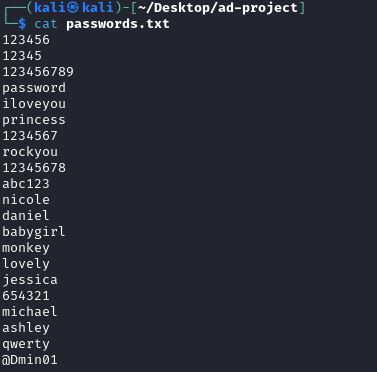 ┌──(kali㉿kali)-[~/Desktop/ad-project]
└─$ cat passwords.txt
123456
12345
123456789
password
iloveyou
princess
1234567
rockyou
12345678
abc123
nicole
daniel
babygirl
monkey
lovely
jessica
654321
michael
ashley
qwerty
@Dmin01